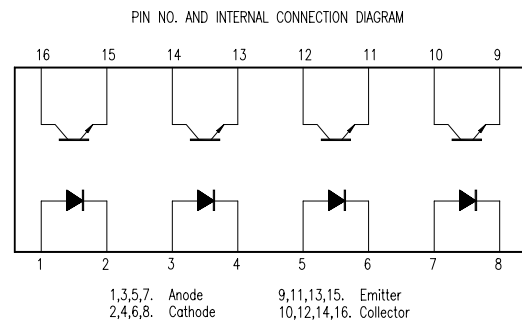 PIN NO. AND INTERNAL CONNECTION DIAGRAM
16 15 14 13 12 11 10 9
1 2 3 4 5 6 7 8
1,3,5,7. Anode 9,11,13,15. Emitter
2,4,6,8. Cathode 10,12,14,16. Collector